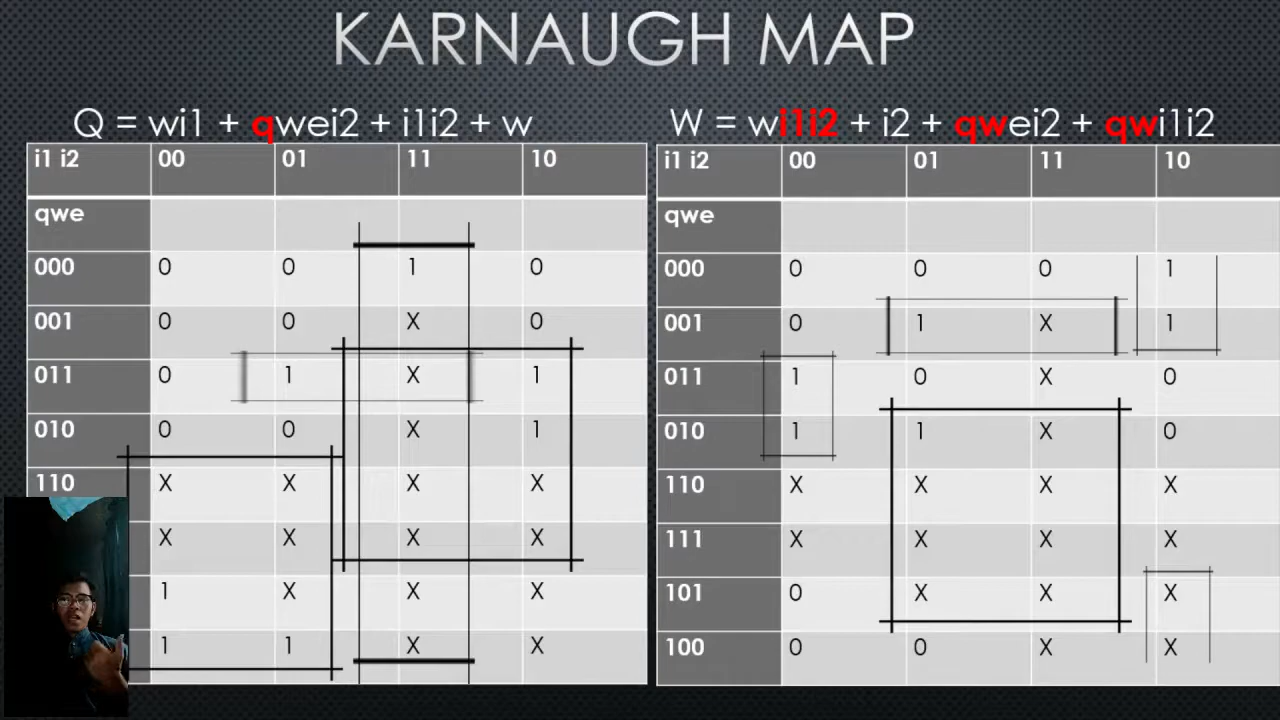 KARNAUGH MAP
Q = wi1 + qwei2 + i1i2 + w
i1 i2 00 01 11 10
qwe
000 0 0 1 0
001 0 0 X 0
011 0 1 X 1
010 0 0 X 1
110 X X X X
X X X X
1 X X X
1 1 X X
W = wi1i2 + i2 + qwei2 + qwi1i2
i1 i2 00 01 11 10
qwe
000 0 0 0 1
001 0 1 X 1
011 1 0 X 0
010 1 1 X 0
110 X X X X
111 X X X X
101 0 X X X
100 0 0 X X